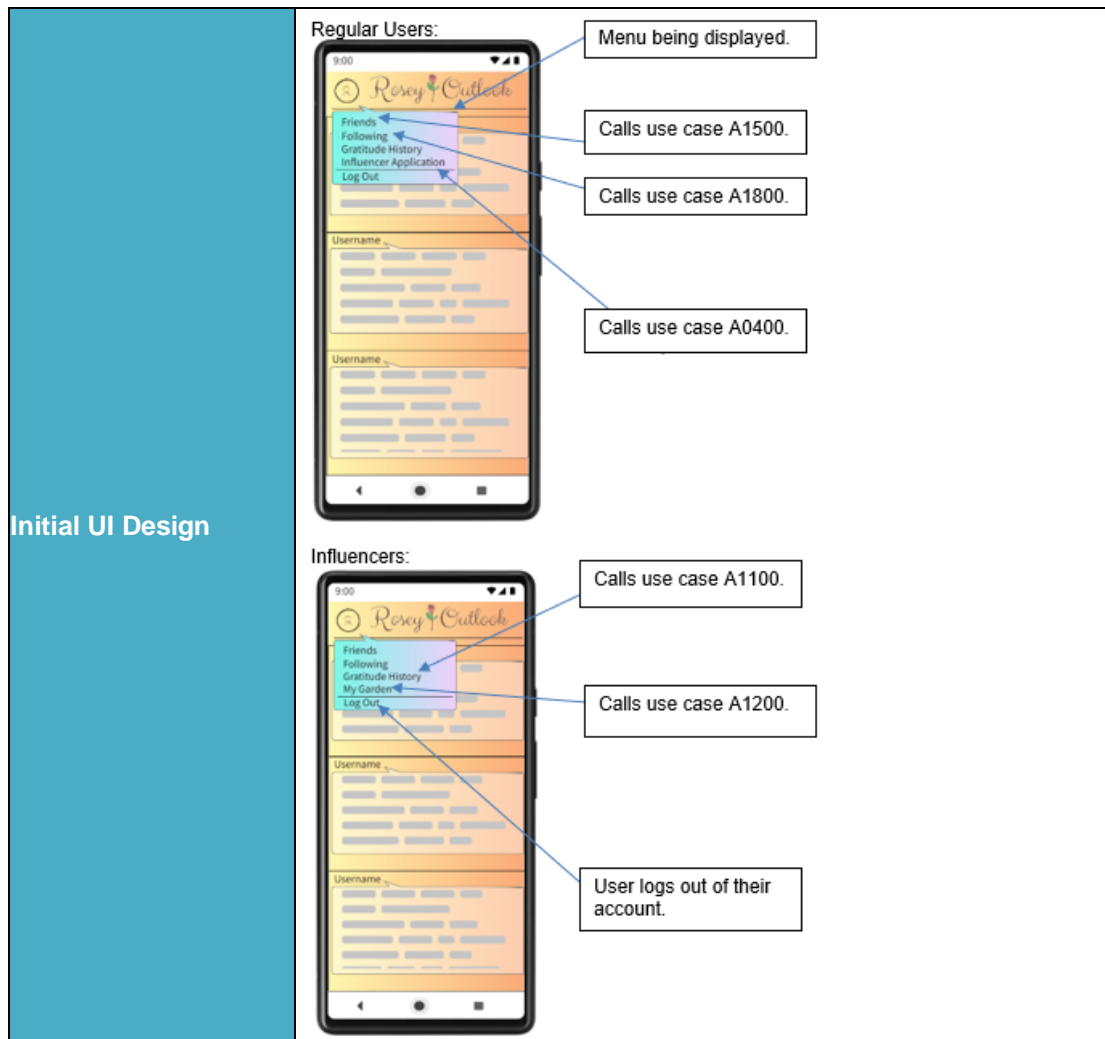 Initial UI Design
Regular Users:
9:00
Rosey Outlook
Friends
Following
Gratitude History
Influencer Application
Log Out
Username
Username
Menu being displayed.
Calls use case A1500.
Calls use case A1800.
Calls use case A0400.
Influencers:
9:00
Rosey Outlook
Friends
Following
Gratitude History
My Garden
Log Out
Username
Username
Calls use case A1100.
Calls use case A1200.
User logs out of their
account.